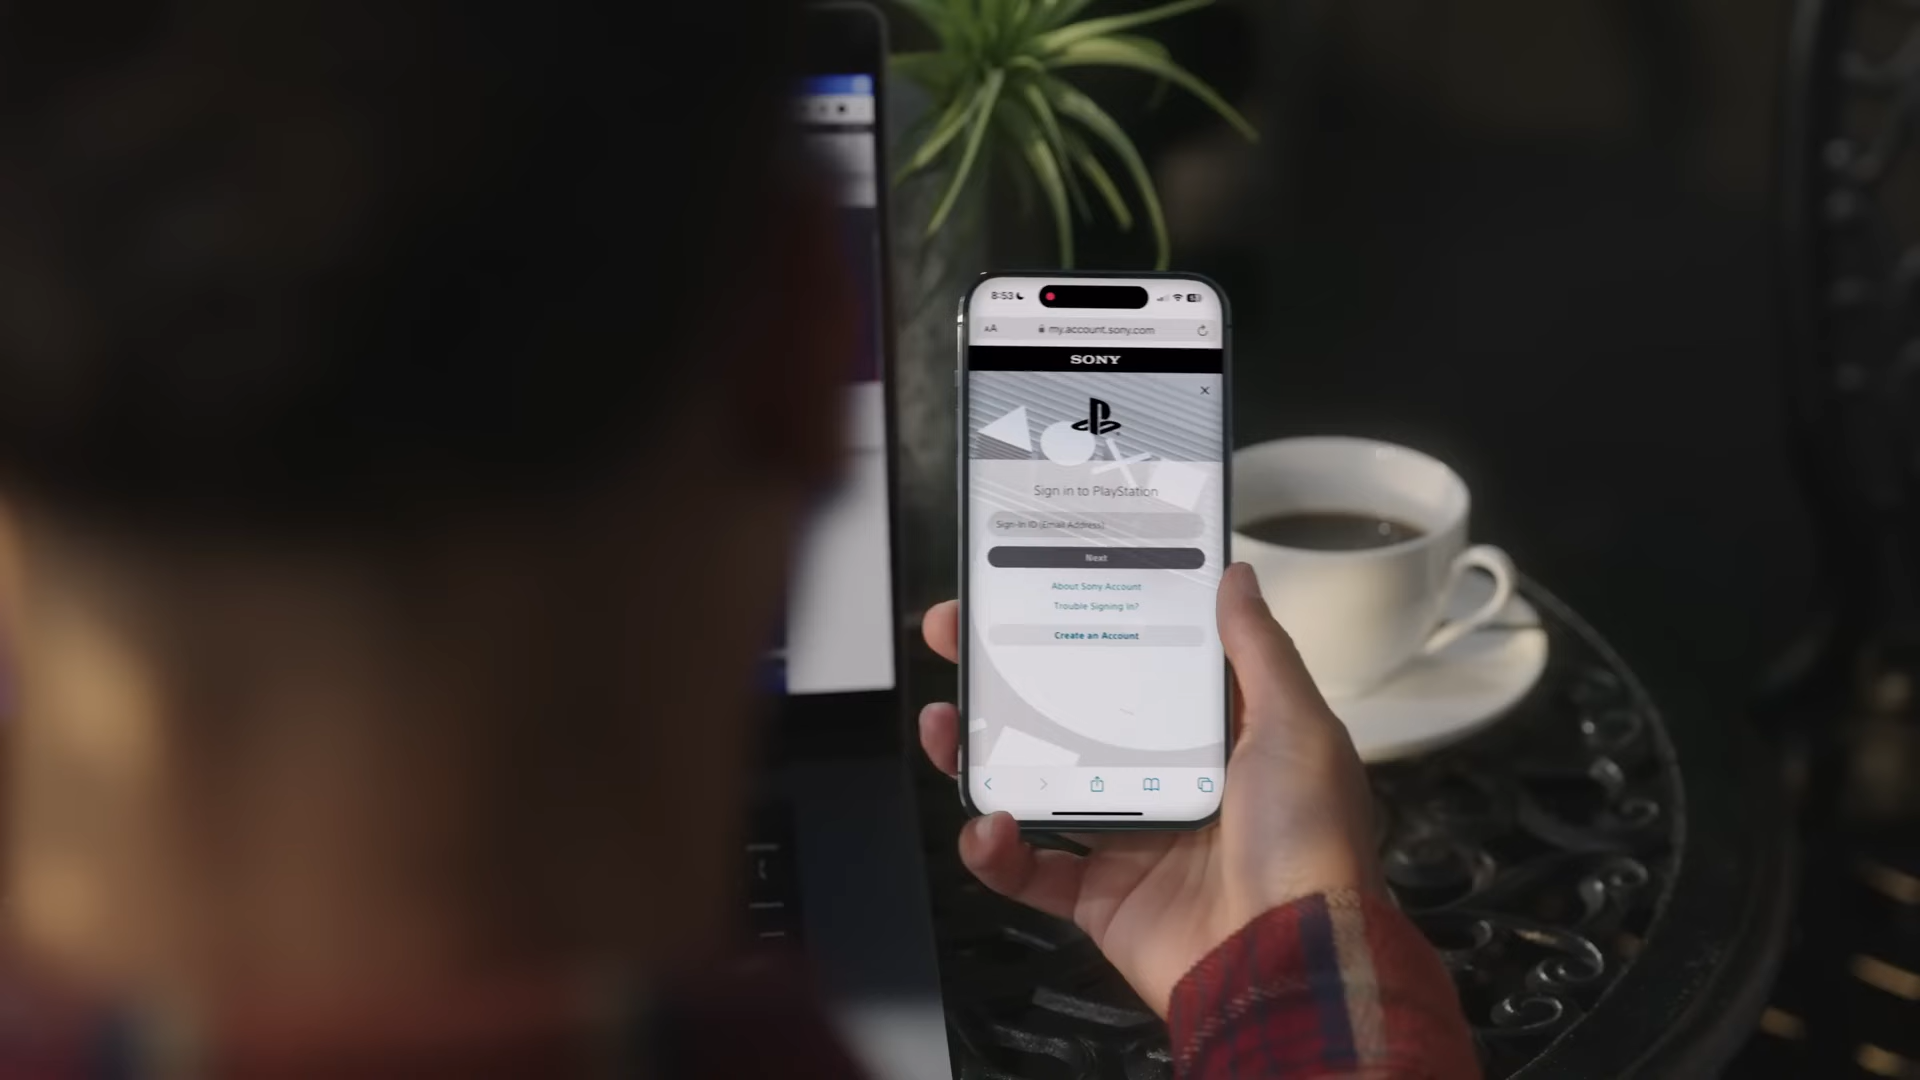 8:53
AA my.account.sony.com
SONY
Sign in to PlayStation
Sign-In ID (Email Address)
Next
About Sony Account
Trouble Signing In?
Create an Account